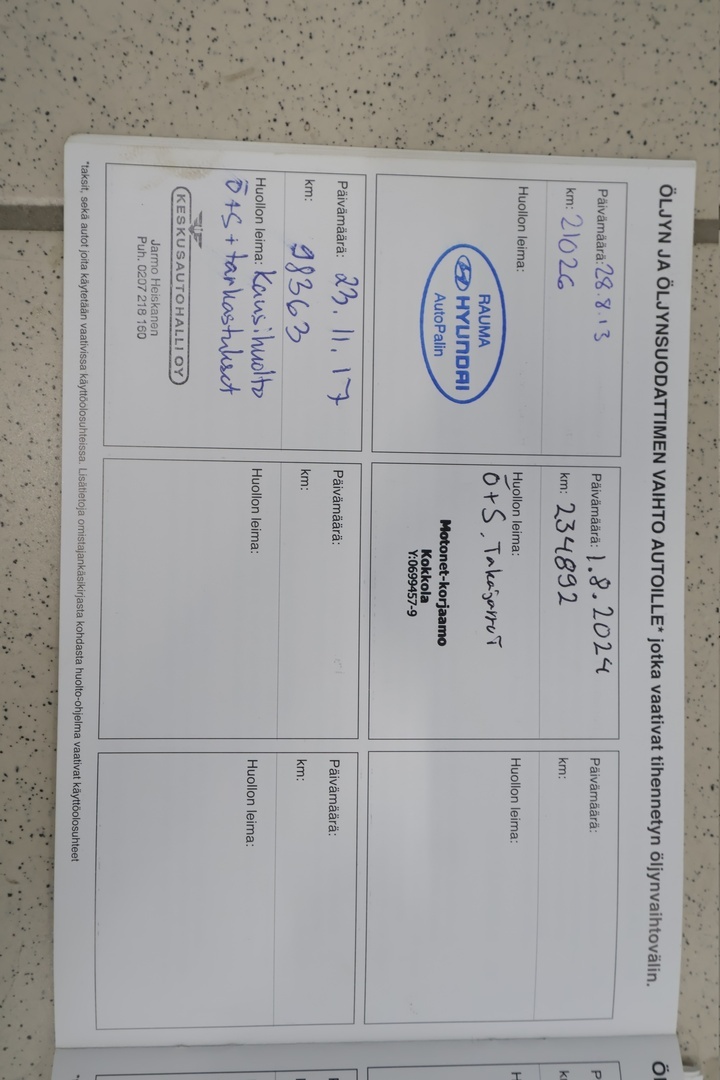 ÖLJYN JA ÖLJYNSUODATTIMEN VAIHTO AUTOILLE* jotka vaativat tihennetyn öljynvaihtovälin.
Päivämäärä: 28.8.13
km: 21026
Huollon leima:
RAUMA
HYUNDAI
AutoPalin
Päivämäärä: 1.8.2024
km: 234892
Huollon leima:
Ö+S, Takajarrut
Motonet-korjaamo
Kokkola
Y:0699457-9
Päivämäärä:
km:
Huollon leima:
Päivämäärä: 23.11.17
km: 98363
Huollon leima: Kausihuolto
Ö+S + tarkastukset
KESKUSAUTOHALLI OY
Jarmo Heiskanen
Puh. 0207 218 160
Päivämäärä:
km:
Huollon leima:
Päivämäärä:
km:
Huollon leima:
*taksit, sekä autot joita käytetään vaativissa käyttöolosuhteissa. Lisätietoja omistajankäsikirjasta kohdasta huolto-ohjelma vaativat käyttöolosuhteet